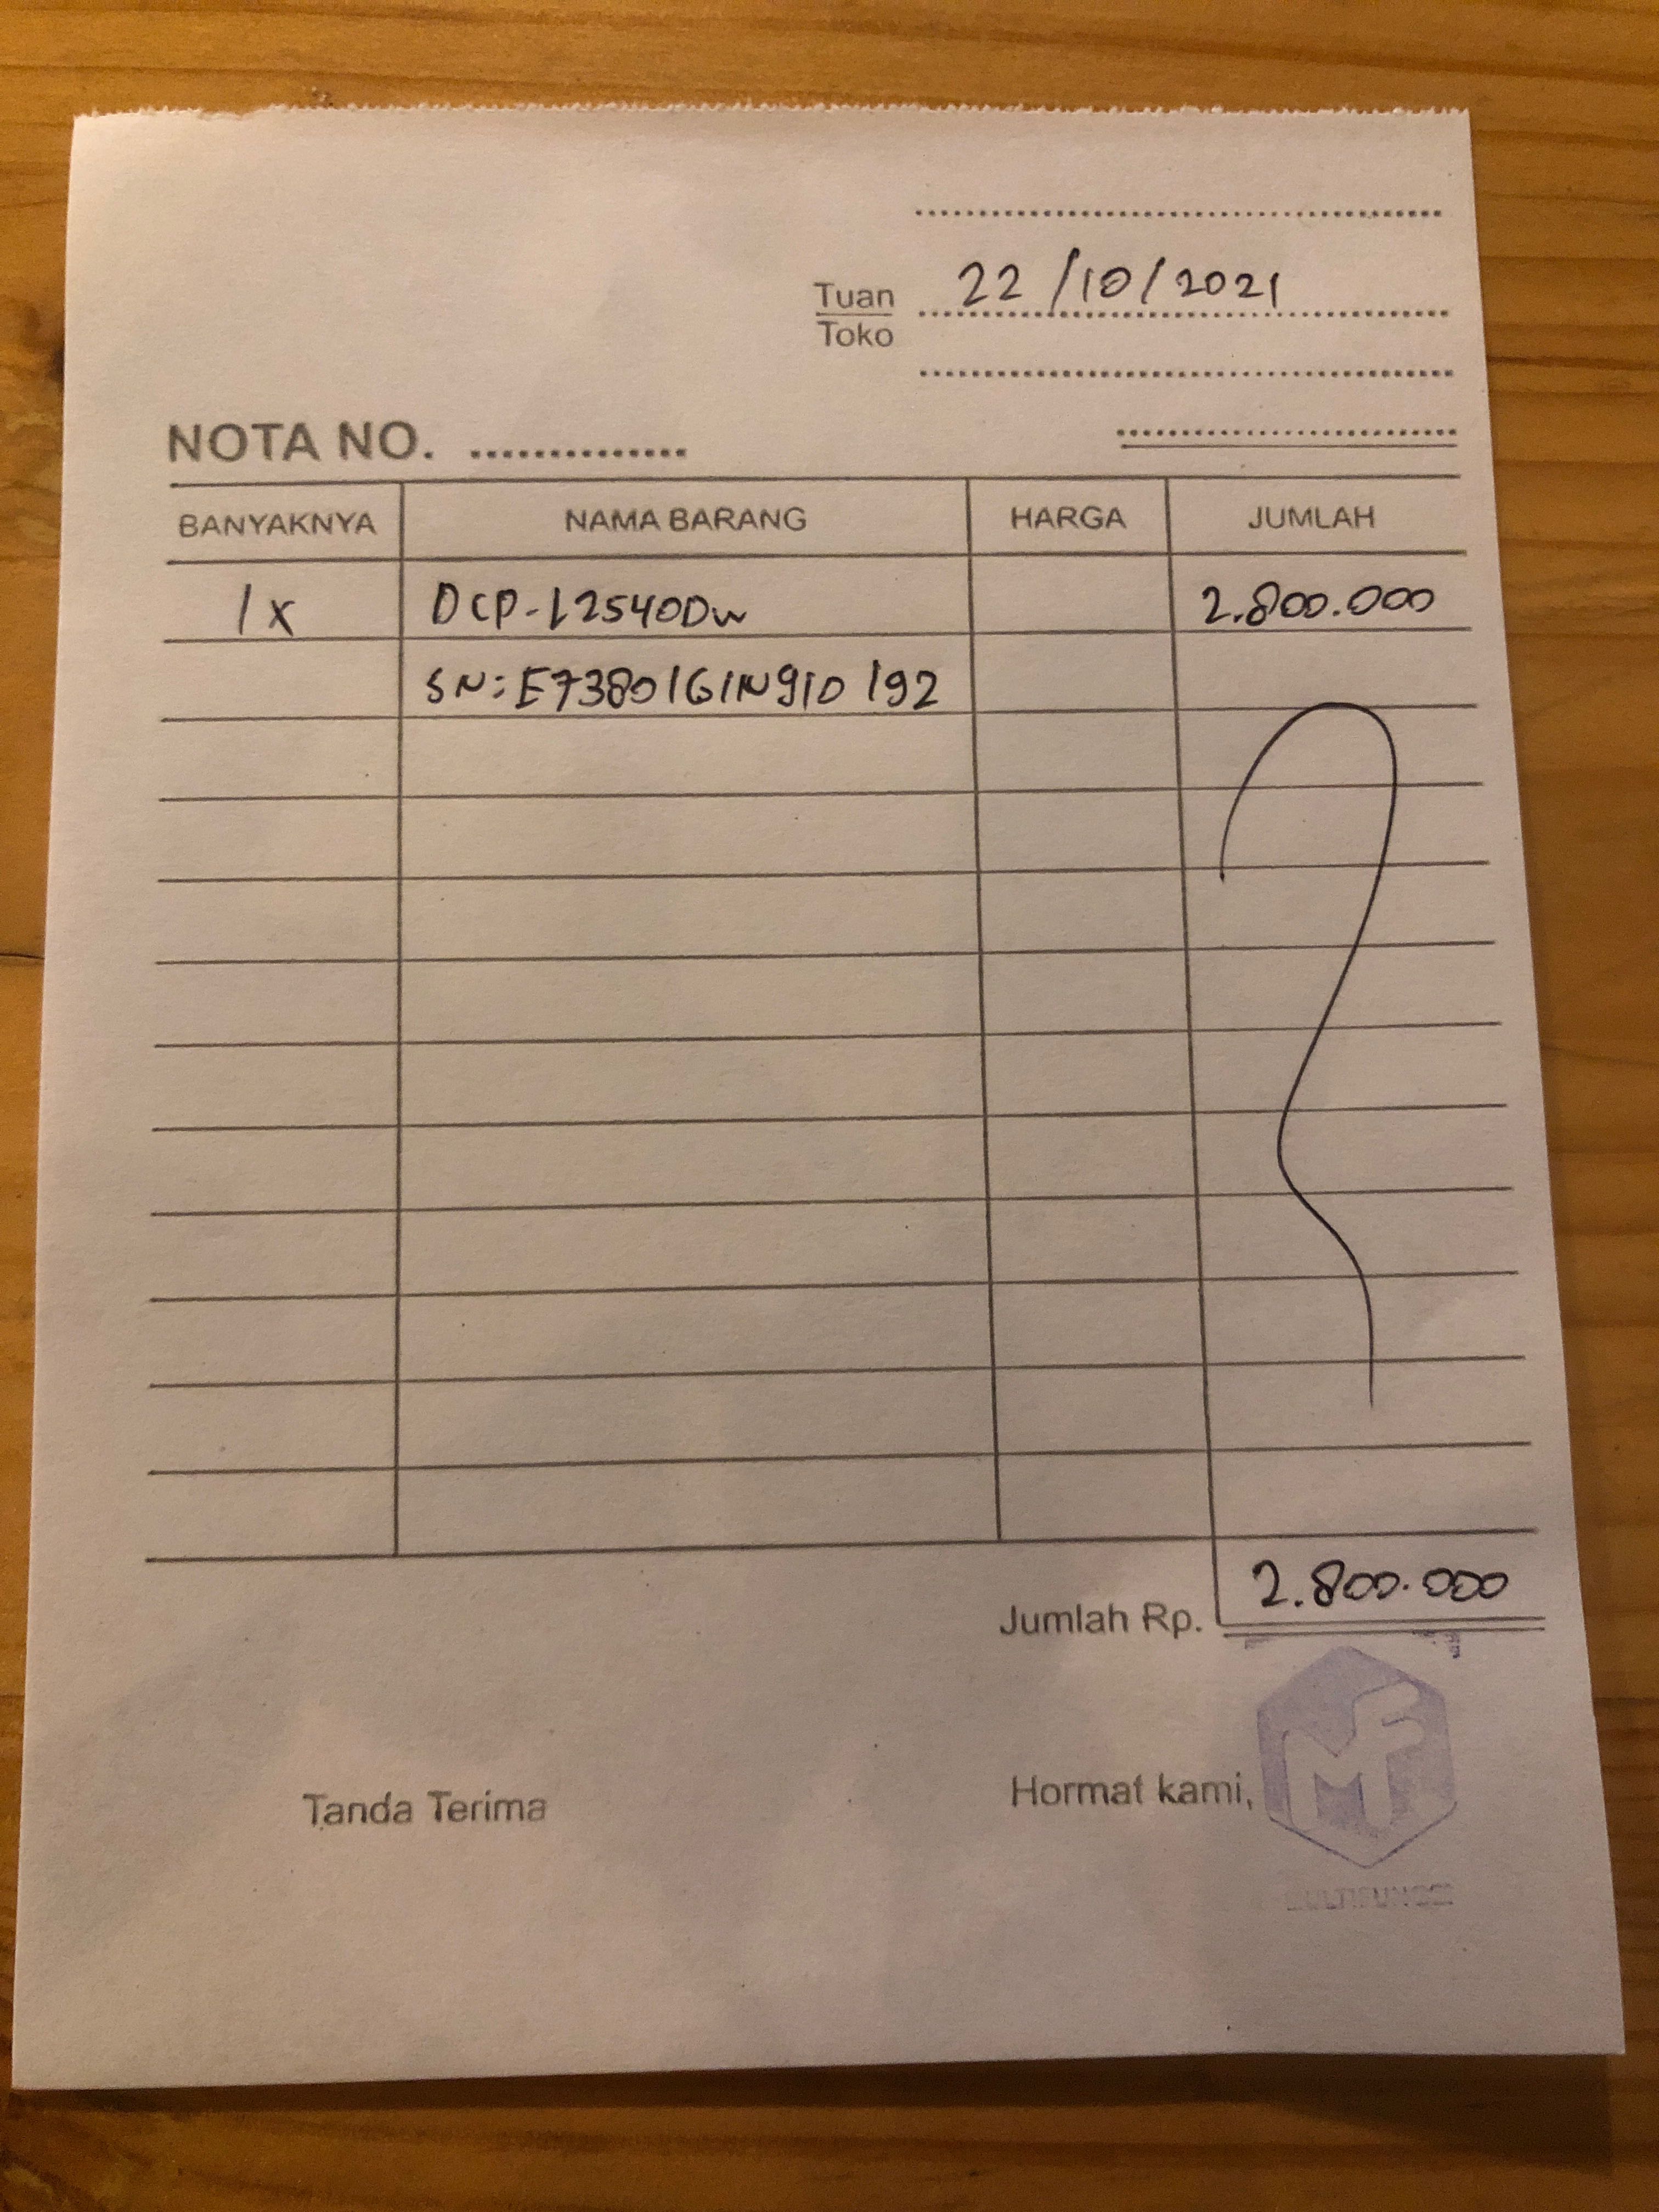 22/10/2021
Tuan
Toko
NOTA NO. ..............
BANYAKNYA NAMA BARANG HARGA JUMLAH
1x DCP-L2540DW 2.800.000
SN: E73801G1N910192
Jumlah Rp. 2.800.000
Tanda Terima Hormat kami,
MF